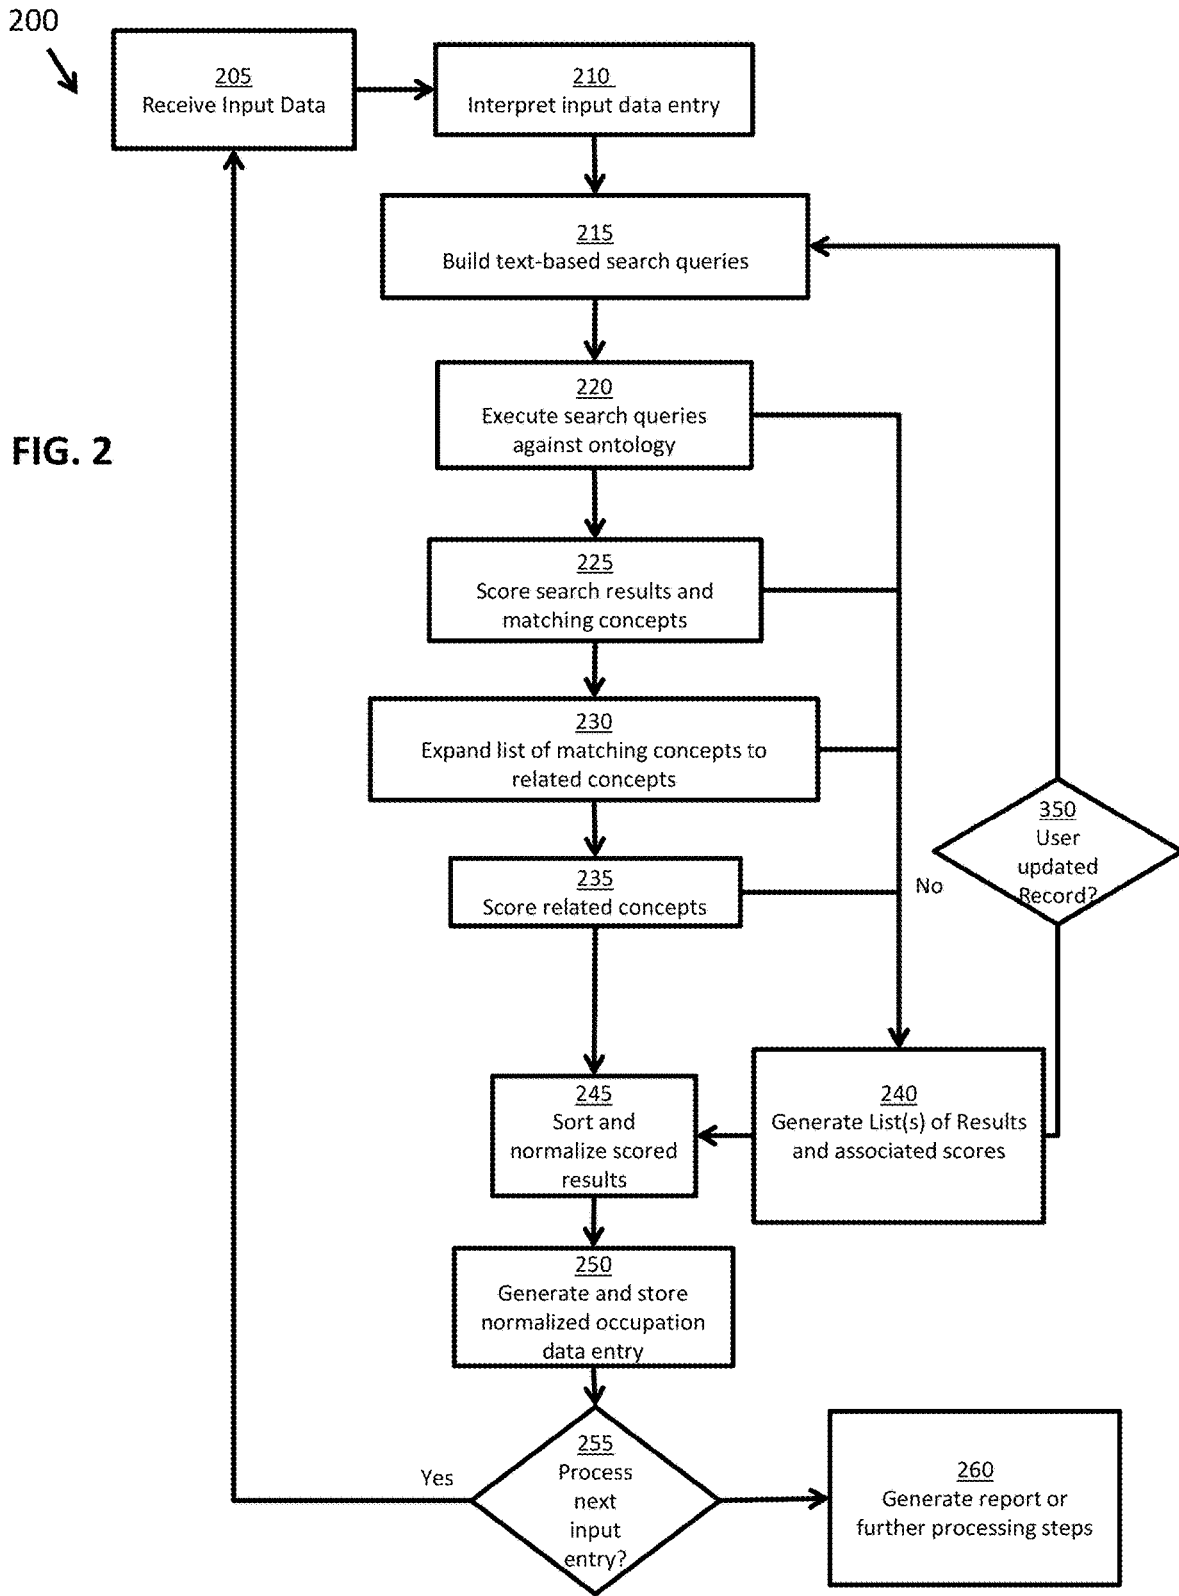 200
205
Receive Input Data
210
Interpret input data entry
215
Build text-based search queries
220
Execute search queries
against ontology
FIG. 2
225
Score search results and
matching concepts
230
Expand list of matching concepts to
related concepts
350
User
updated
Record?
235
Score related concepts
No
240
Generate List(s) of Results
and associated scores
245
Sort and
normalize scored
results
250
Generate and store
normalized occupation
data entry
255
Process
next
input
entry?
Yes
260
Generate report or
further processing steps